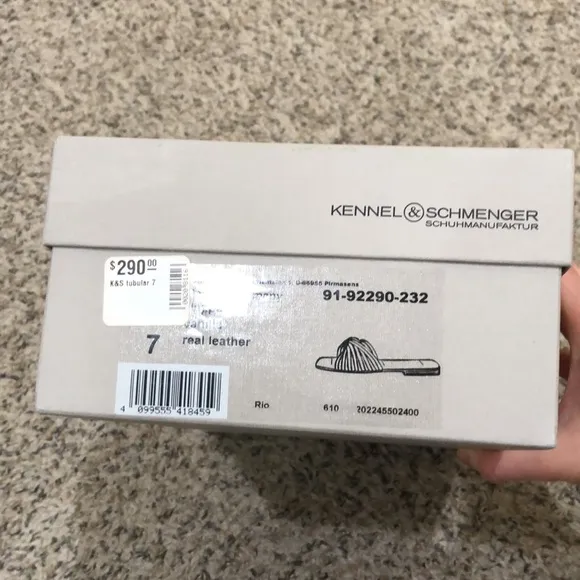 KENNEL & SCHMENGER
SCHUHMANUFAKTUR
$290.00
K&S tubular 7
Pirmasens
91-92290-232
7
real leather
4 099555 418459
Rio
610
202245502400